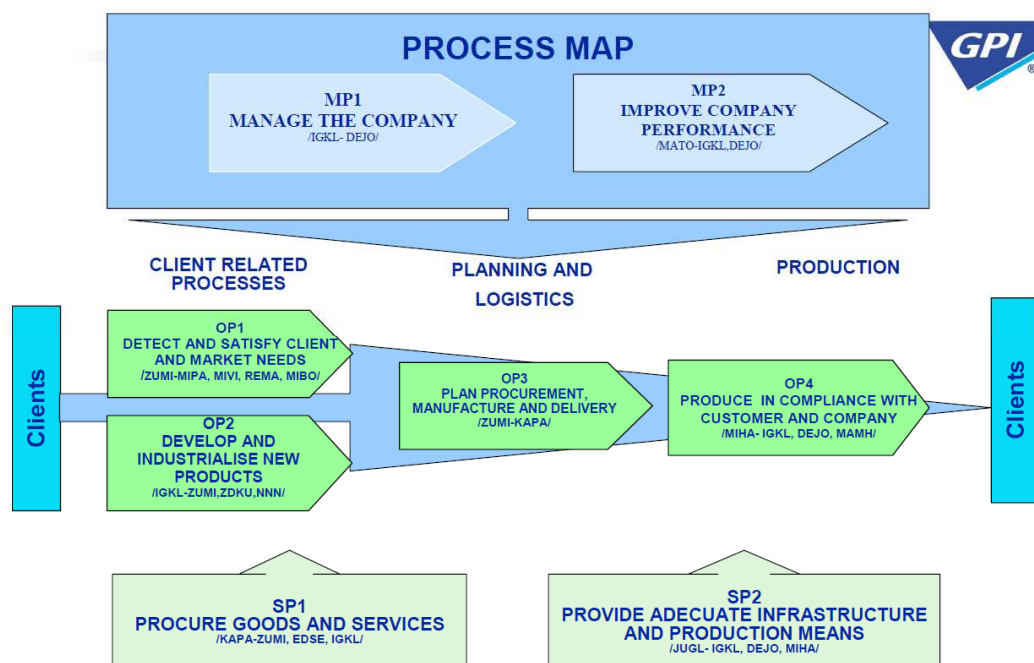 PROCESS MAP
GPI
®
MP1
MANAGE THE COMPANY
/IGKL- DEJO/
MP2
IMPROVE COMPANY
PERFORMANCE
/MATO-IGKL,DEJO/
CLIENT RELATED
PROCESSES
PLANNING AND
LOGISTICS
PRODUCTION
Clients
OP1
DETECT AND SATISFY CLIENT
AND MARKET NEEDS
/ZUMI-MIPA, MIVI, REMA, MIBO/
OP2
DEVELOP AND
INDUSTRIALISE NEW
PRODUCTS
/IGKL-ZUMI,ZDKU,NNN/
OP3
PLAN PROCUREMENT,
MANUFACTURE AND DELIVERY
/ZUMI-KAPA/
OP4
PRODUCE IN COMPLIANCE WITH
CUSTOMER AND COMPANY
/MIHA- IGKL, DEJO, MAMH/
Clients
SP1
PROCURE GOODS AND SERVICES
/KAPA-ZUMI, EDSE, IGKL/
SP2
PROVIDE ADECUATE INFRASTRUCTURE
AND PRODUCTION MEANS
/JUGL- IGKL, DEJO, MIHA/